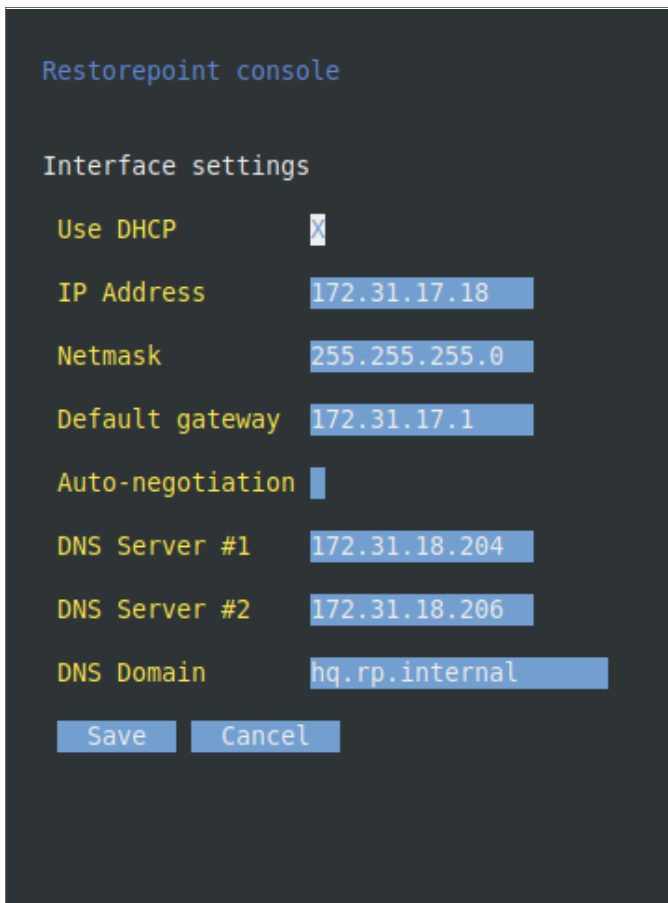 Restorepoint console
Interface settings
Use DHCP X
IP Address 172.31.17.18
Netmask 255.255.255.0
Default gateway 172.31.17.1
Auto-negotiation
DNS Server #1 172.31.18.204
DNS Server #2 172.31.18.206
DNS Domain hq.rp.internal
Save Cancel